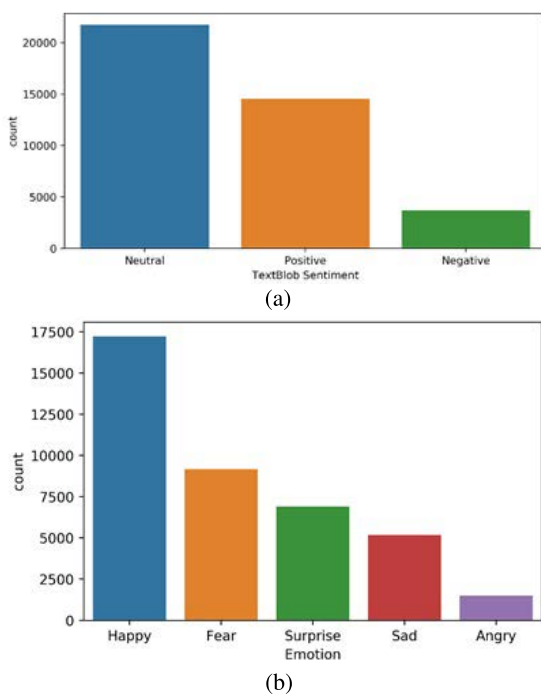 20000
15000
10000
5000
0
count
Neutral Positive Negative
TextBlob Sentiment
(a)
17500
15000
12500
10000
7500
5000
2500
0
count
Happy Fear Surprise Sad Angry
Emotion
(b)